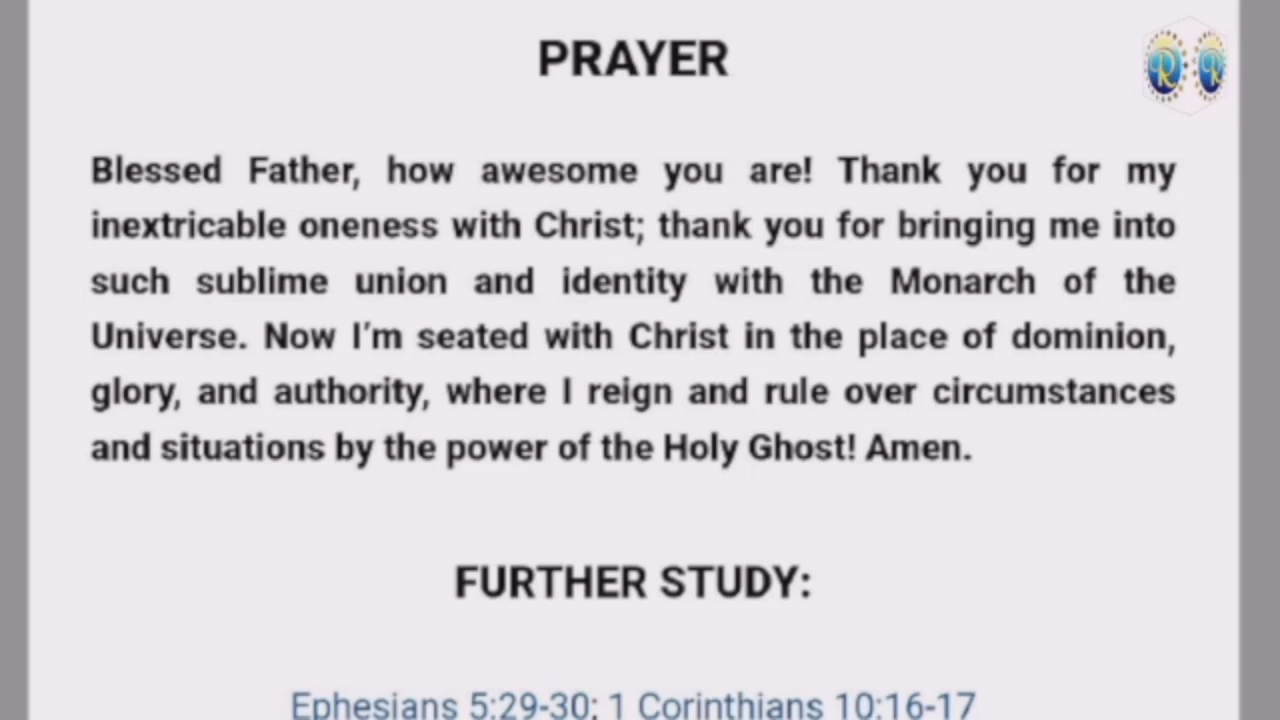 PRAYER
Blessed Father, how awesome you are! Thank you for my
inextricable oneness with Christ; thank you for bringing me into
such sublime union and identity with the Monarch of the
Universe. Now I'm seated with Christ in the place of dominion,
glory, and authority, where I reign and rule over circumstances
and situations by the power of the Holy Ghost! Amen.
FURTHER STUDY:
Ephesians 5:29-30; 1 Corinthians 10:16-17